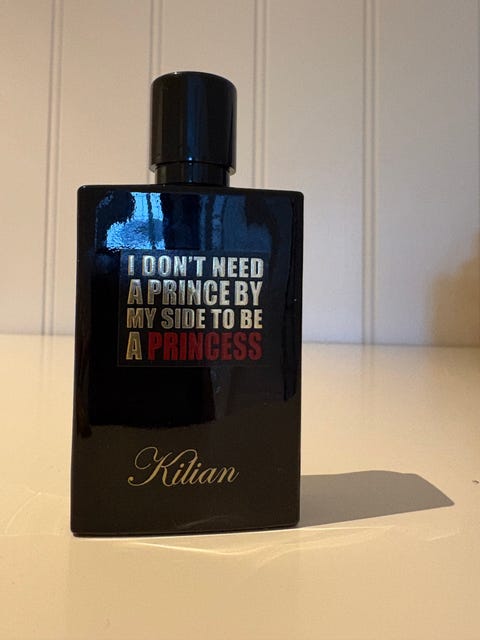 I DON'T NEED
A PRINCE BY
MY SIDE TO BE
A PRINCESS
Kilian